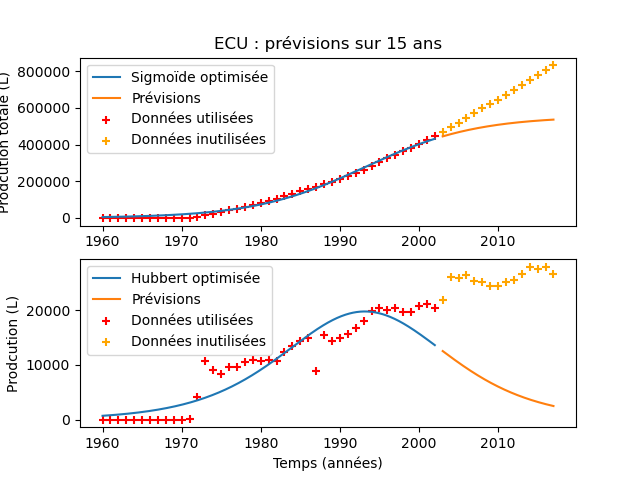 ECU : prévisions sur 15 ans
Prodcution totale (L)
800000
600000
400000
200000
0
Sigmoïde optimisée
Prévisions
Données utilisées
Données inutilisées
1960 1970 1980 1990 2000 2010
Prodcution (L)
20000
10000
0
Hubbert optimisée
Prévisions
Données utilisées
Données inutilisées
1960 1970 1980 1990 2000 2010
Temps (années)